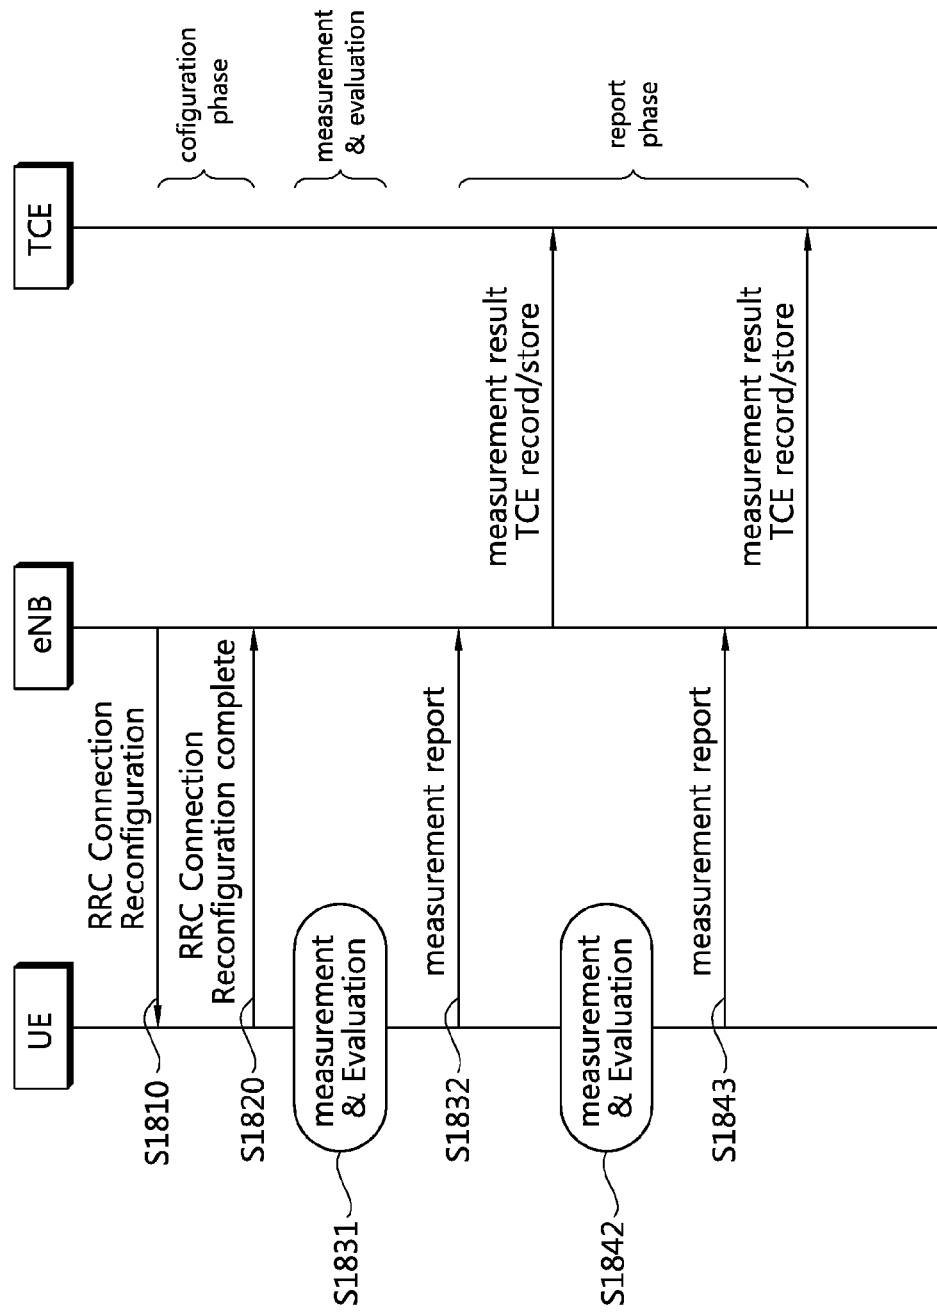 UE
eNB
TCE
RRC Connection
Reconfiguration
S1810
cofiguration
phase
RRC Connection
Reconfiguration complete
S1820
measurement
& Evaluation
S1831
measurement
& evaluation
measurement report
S1832
measurement result
TCE record/store
report
phase
measurement
& Evaluation
S1842
measurement report
S1843
measurement result
TCE record/store